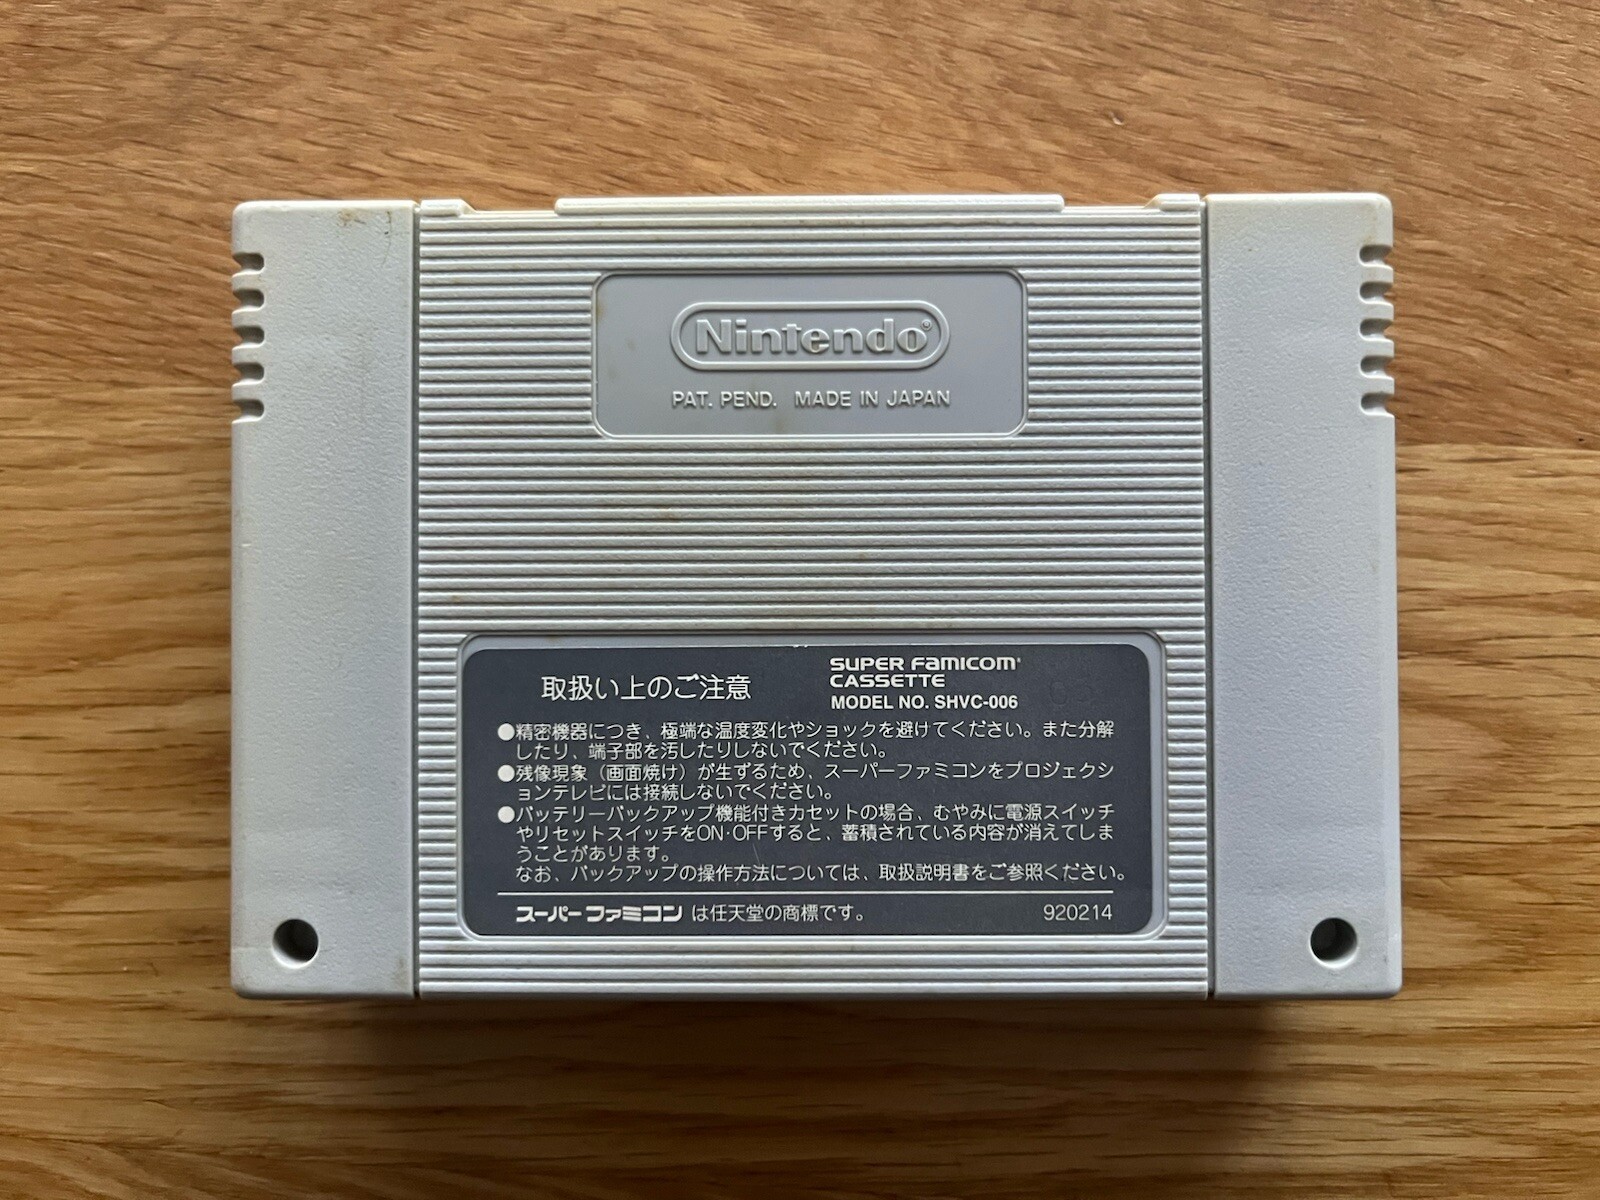 Nintendo®
PAT. PEND. MADE IN JAPAN
取扱い上のご注意
SUPER FAMICOM
CASSETTE
MODEL NO. SHVC-006
●精密機器につき、極端な温度変化やショックを避けてください。また分解
したり、端子部を汚したりしないでください。
●残像現象（画面焼け）が生ずるため、スーパーファミコンをプロジェクシ
ョンテレビには接続しないでください。
●バッテリーバックアップ機能付きカセットの場合、むやみに電源スイッチ
やリセットスイッチをON・OFFすると、蓄積されている内容が消えてしま
うことがあります。
なお、バックアップの操作方法については、取扱説明書をご参照ください。
スーパーファミコン は任天堂の商標です。 920214